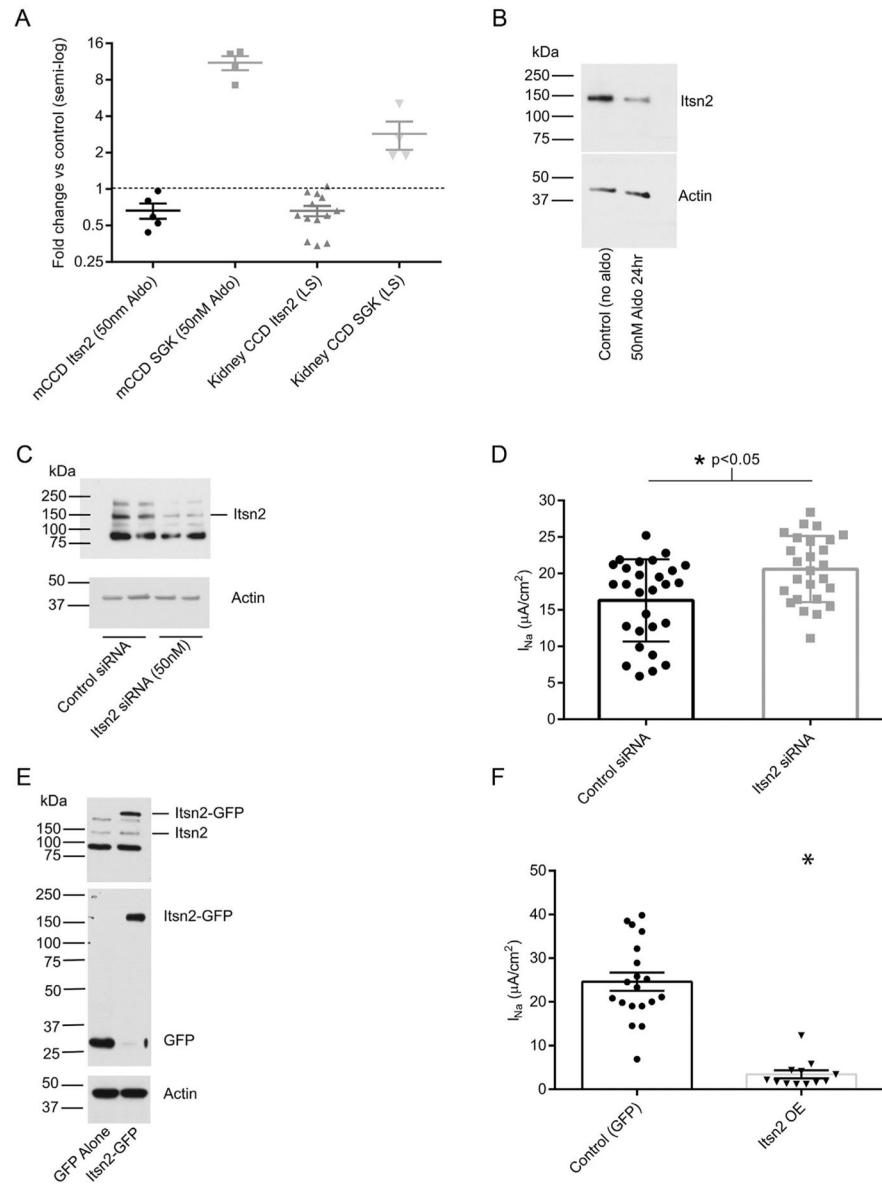 A
Fold change vs control (semi-log)
16
8
4
2
1
0.5
0.25
mCCD Itsn2 (50nm Aldo)
mCCD SGK (50nM Aldo)
Kidney CCD Itsn2 (LS)
Kidney CCD SGK (LS)
B
kDa
250
150
100
75
Itsn2
50
37
Actin
Control (no aldo)
50nM Aldo 24hr
C
kDa
250
150
100
75
Itsn2
50
37
Actin
Control siRNA
Itsn2 siRNA (50nM)
D
* p<0.05
INa (µA/cm²)
30
25
20
15
10
5
0
Control siRNA
Itsn2 siRNA
E
kDa
150
100
75
Itsn2-GFP
Itsn2
250
150
100
75
50
37
25
Itsn2-GFP
GFP
50
37
Actin
GFP Alone
Itsn2-GFP
F
*
INa (µA/cm²)
50
40
30
20
10
0
Control (GFP)
Itsn2 OE